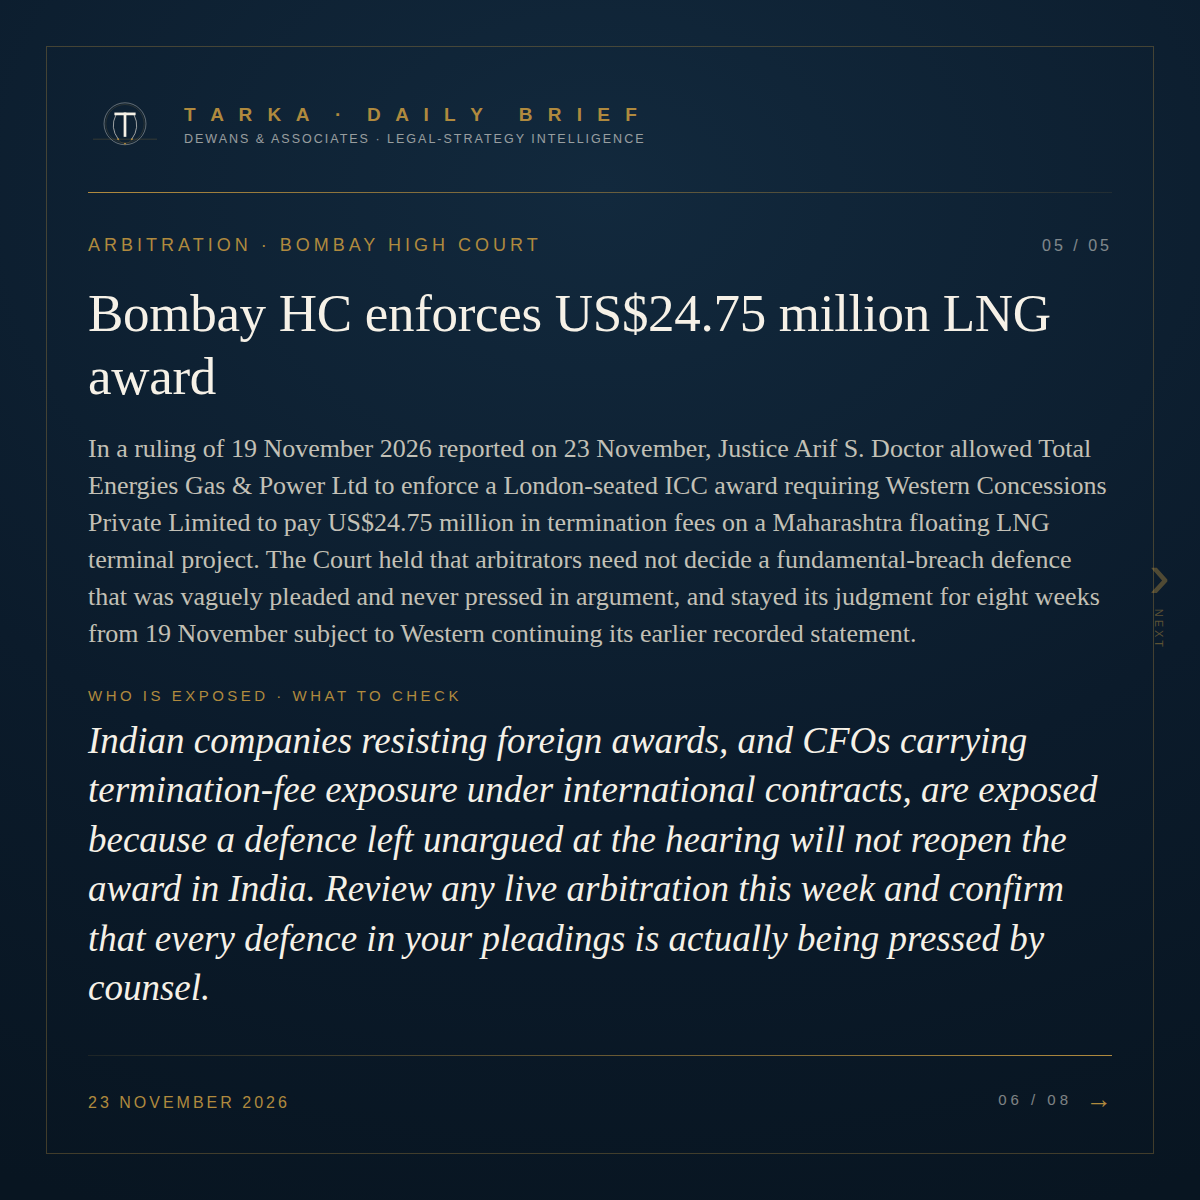 T
TARKA · DAILY BRIEF
DEWANS & ASSOCIATES · LEGAL-STRATEGY INTELLIGENCE
ARBITRATION · BOMBAY HIGH COURT
05 / 05
Bombay HC enforces US$24.75 million LNG
award
In a ruling of 19 November 2026 reported on 23 November, Justice Arif S. Doctor allowed Total
Energies Gas & Power Ltd to enforce a London-seated ICC award requiring Western Concessions
Private Limited to pay US$24.75 million in termination fees on a Maharashtra floating LNG
terminal project. The Court held that arbitrators need not decide a fundamental-breach defence
that was vaguely pleaded and never pressed in argument, and stayed its judgment for eight weeks
from 19 November subject to Western continuing its earlier recorded statement.
NEXT
WHO IS EXPOSED · WHAT TO CHECK
Indian companies resisting foreign awards, and CFOs carrying
termination-fee exposure under international contracts, are exposed
because a defence left unargued at the hearing will not reopen the
award in India. Review any live arbitration this week and confirm
that every defence in your pleadings is actually being pressed by
counsel.
23 NOVEMBER 2026
06 / 08 →